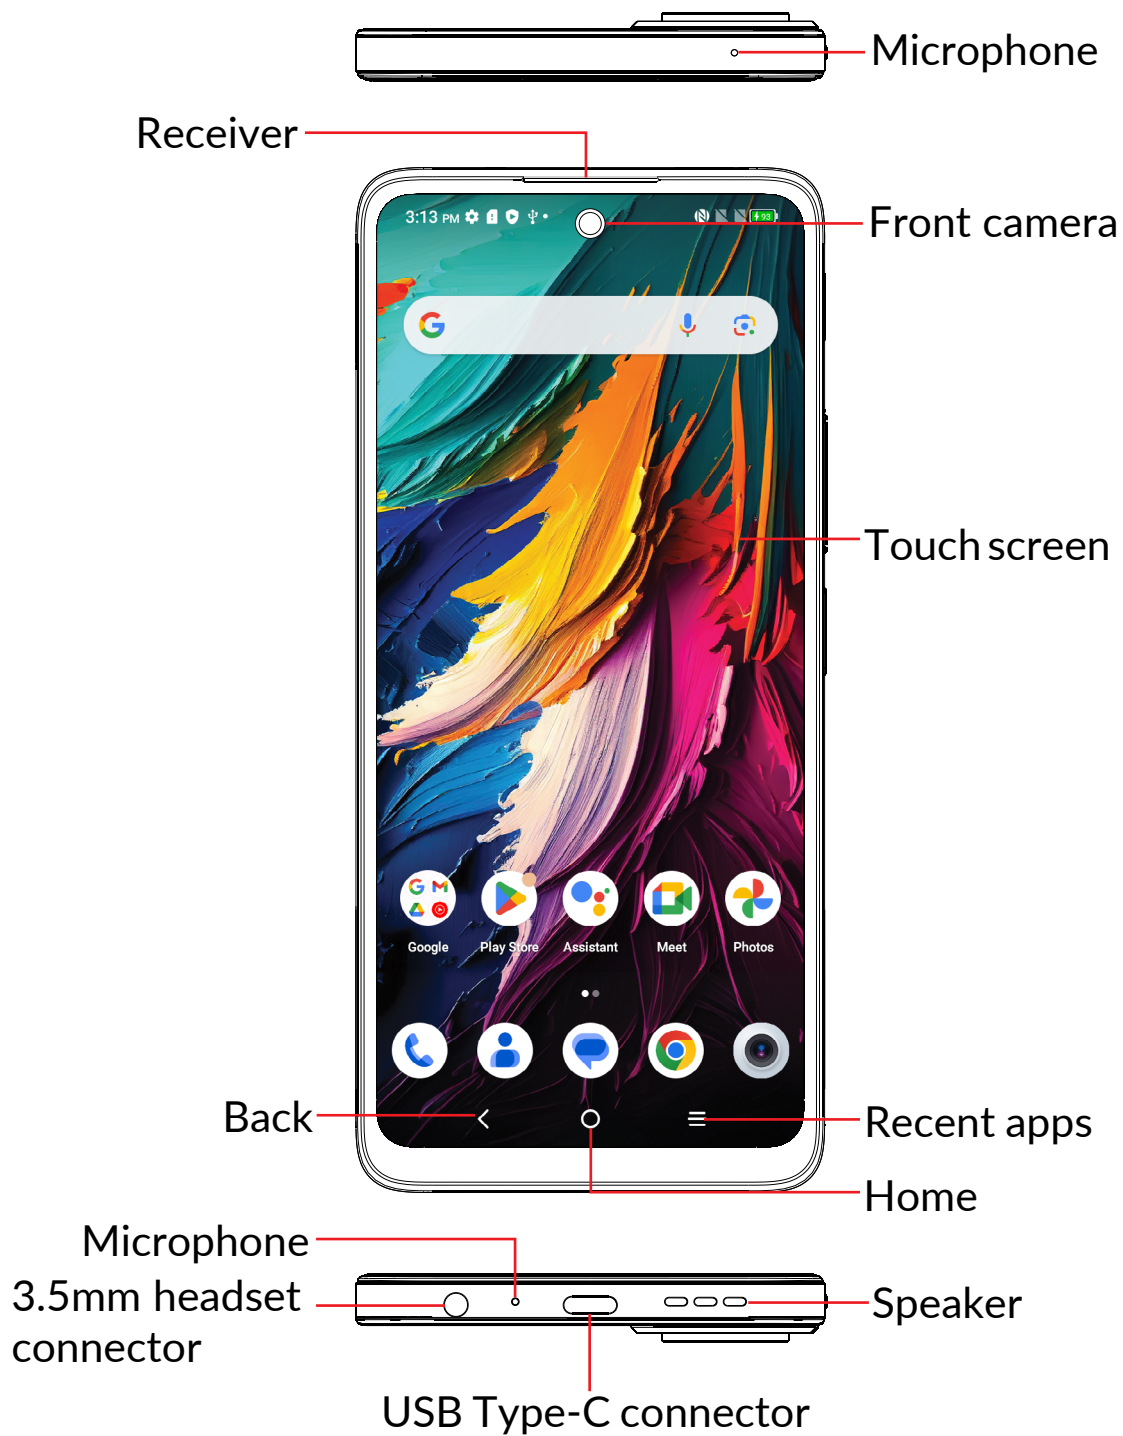 Microphone
Receiver
3:13 PM
93
Front camera
Touch screen
Google
Play Store
Assistant
Meet
Photos
Back
Recent apps
Home
Microphone
3.5mm headset
connector
Speaker
USB Type-C connector